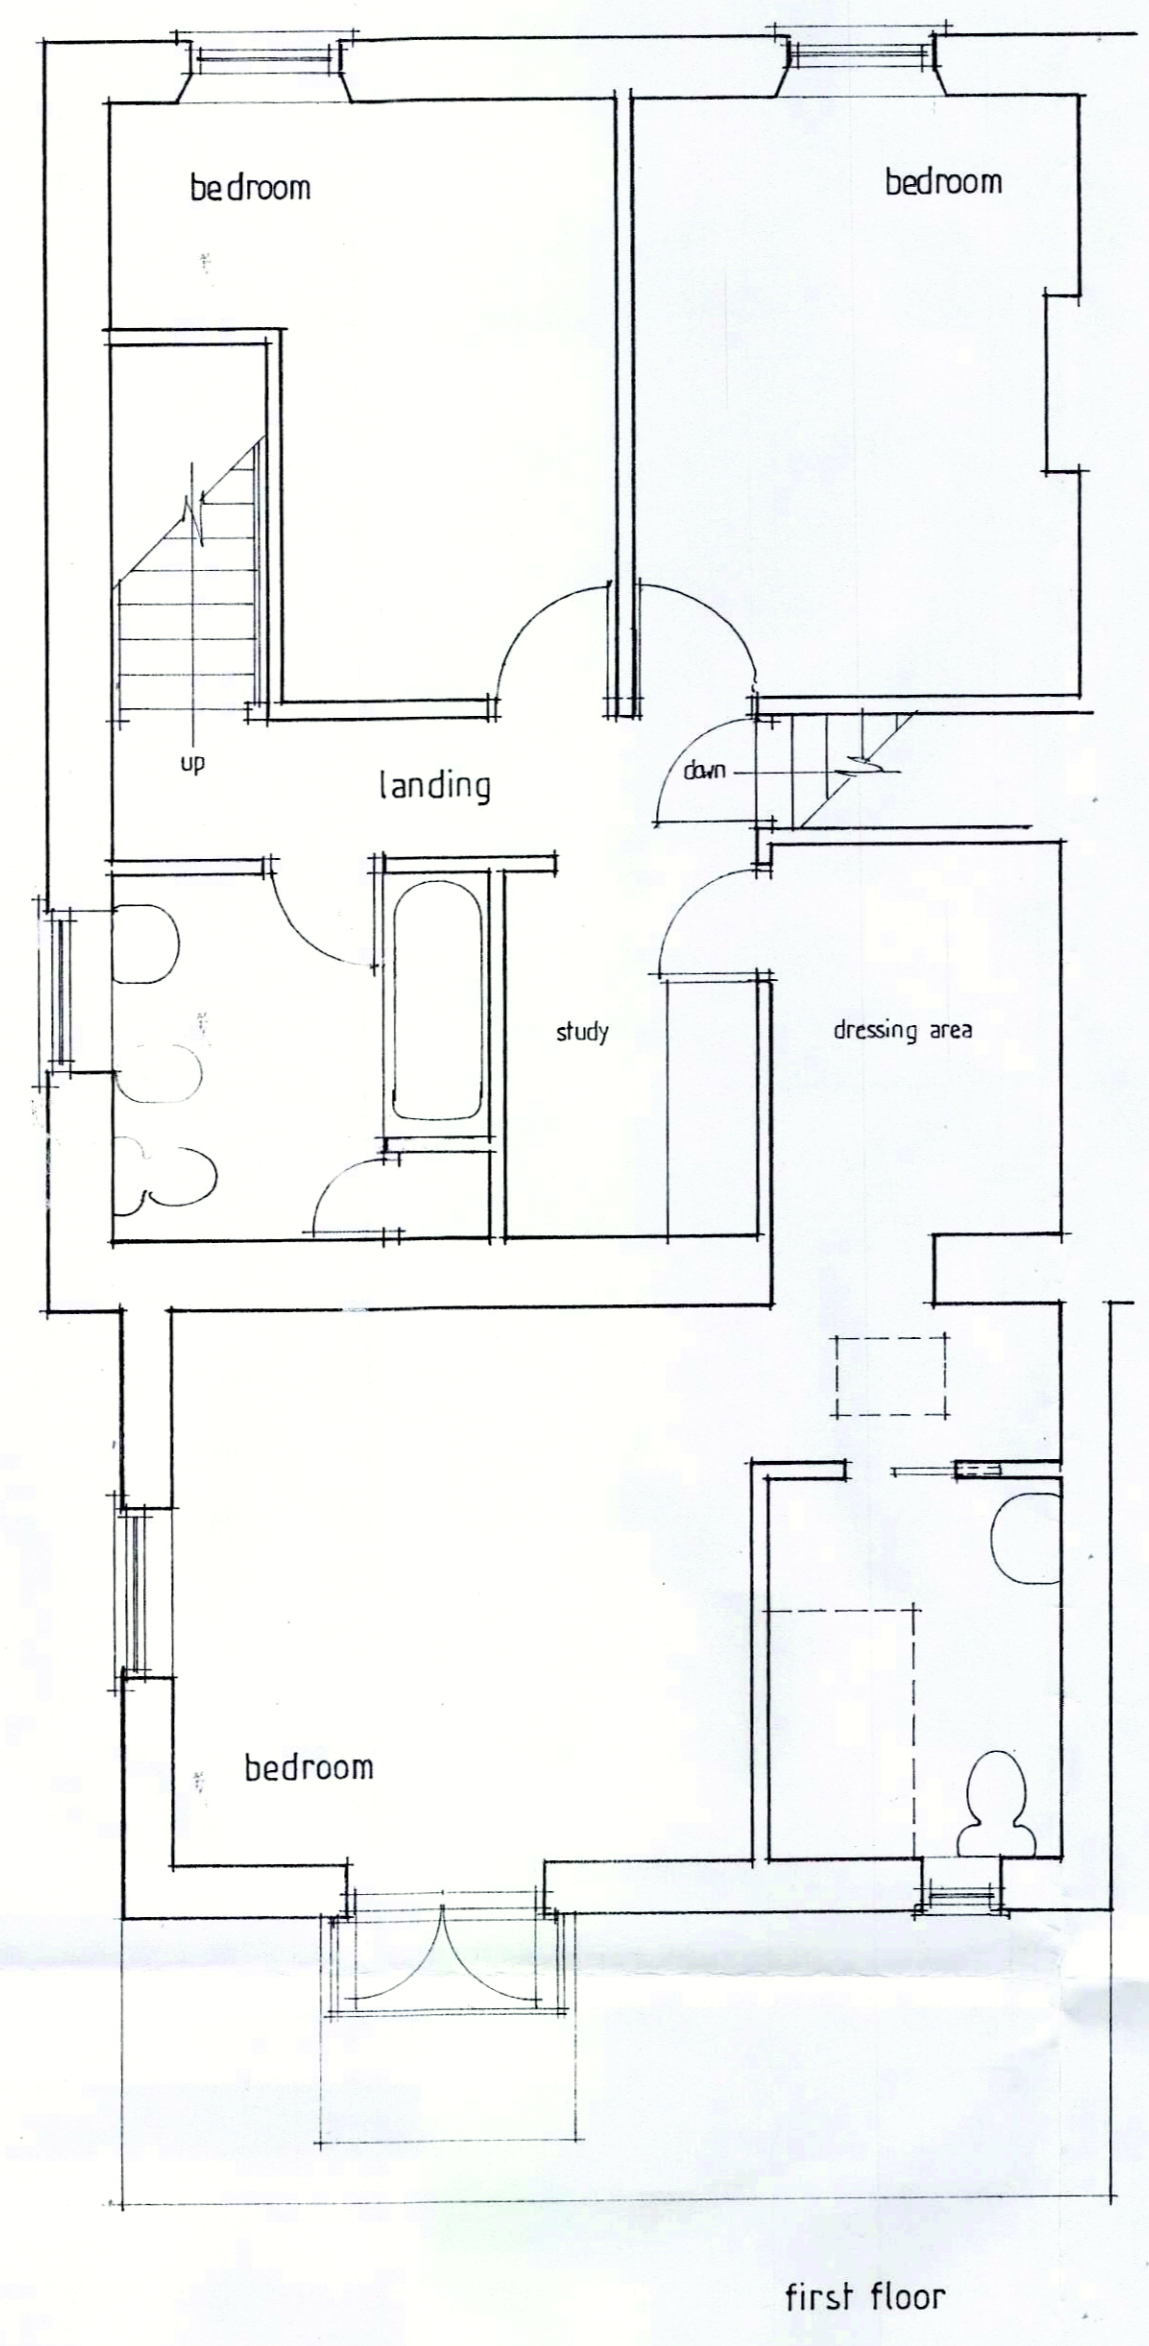 bedroom
bedroom
up
landing
down
study
dressing area
bedroom
first floor